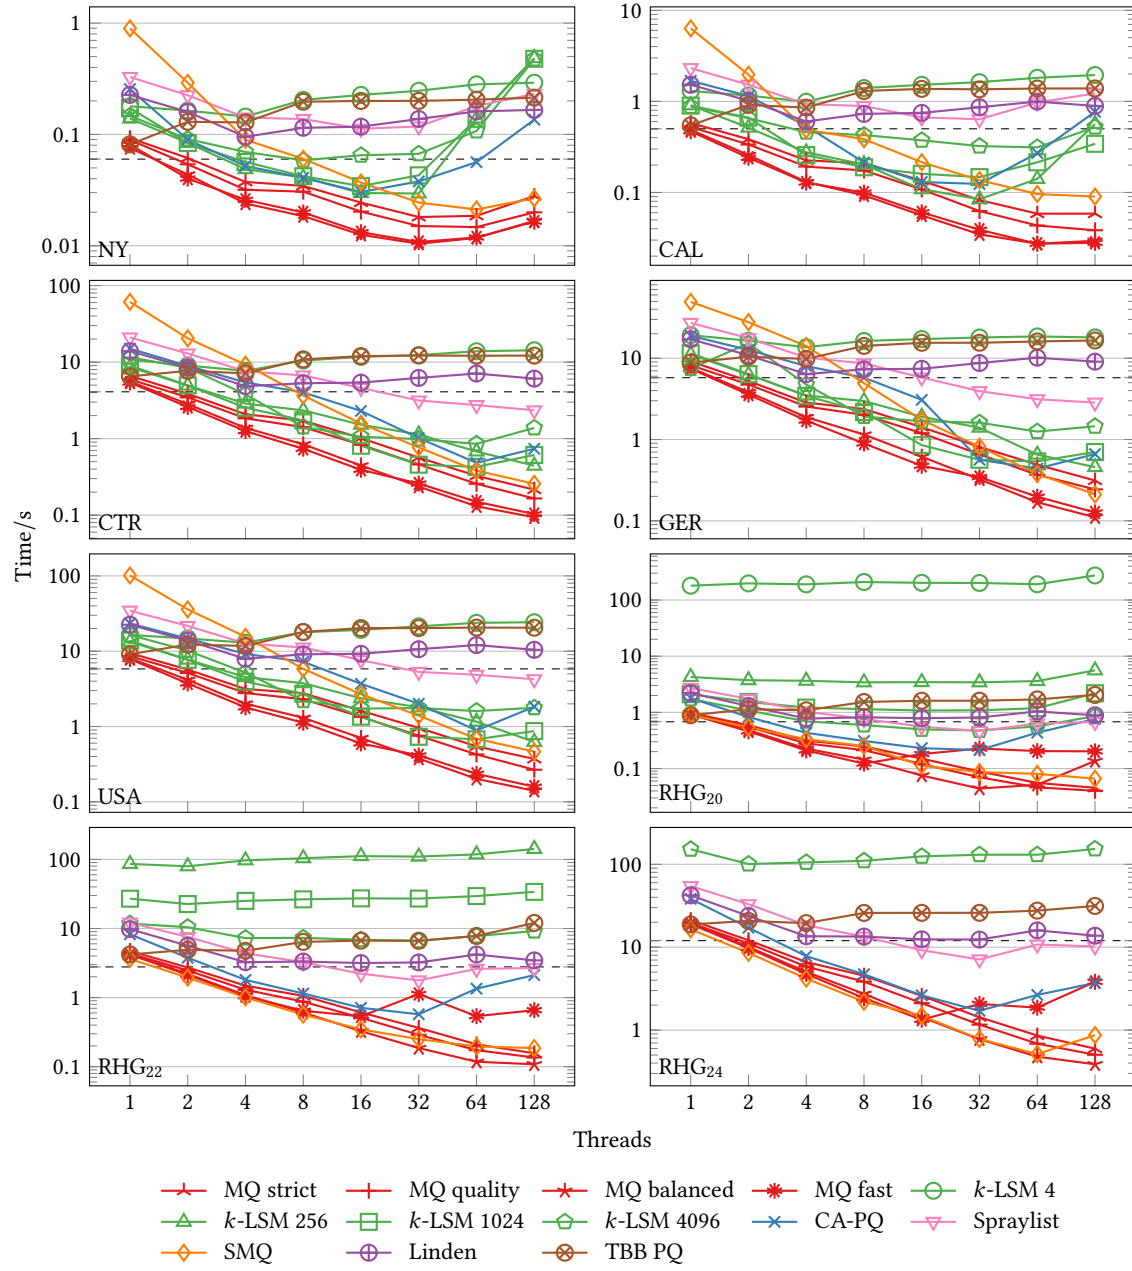 1
0.1
0.01
NY
10
1
0.1
CAL
100
10
1
0.1
CTR
10
1
0.1
GER
Time/s
100
10
1
0.1
USA
100
10
1
0.1
RHG20
100
10
1
0.1
RHG22
1 2 4 8 16 32 64 128
100
10
1
RHG24
1 2 4 8 16 32 64 128
Threads
MQ strict MQ quality MQ balanced MQ fast k-LSM 4
k-LSM 256 k-LSM 1024 k-LSM 4096 CA-PQ Spraylist
SMQ Linden TBB PQ